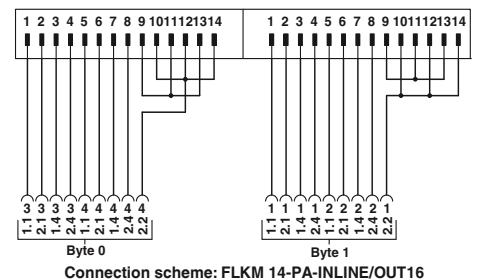 1 2 3 4 5 6 7 8 9 10 11 12 13 14
1 2 3 4 5 6 7 8 9 10 11 12 13 14
3 3 3 3 4 4 4 4 4
1.1 2.1 1.4 2.4 1.1 2.1 1.4 2.4 2.2
1 1 1 1 2 2 2 2 1
1.1 2.1 1.4 2.4 1.1 2.1 1.4 2.4 2.2
Byte 0
Byte 1
Connection scheme: FLKM 14-PA-INLINE/OUT16